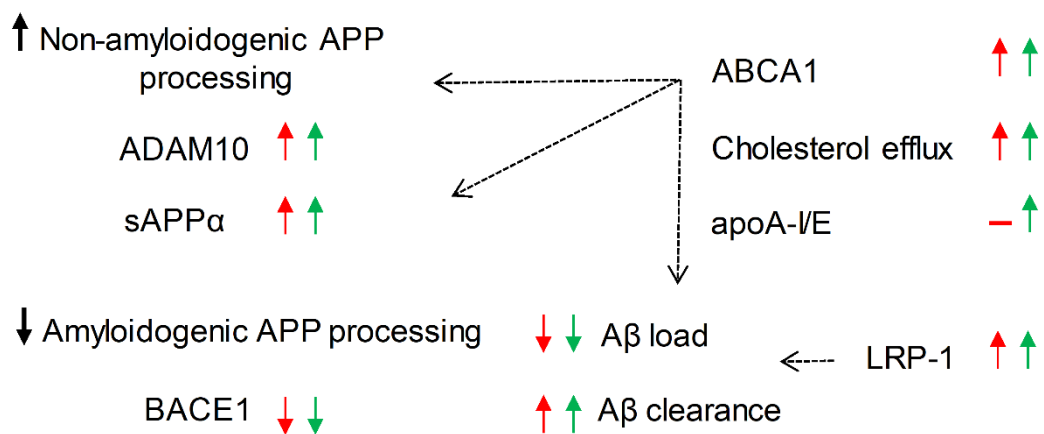 Non-amyloidogenic APP
processing
ADAM10
sAPPα
ABCA1
Cholesterol efflux
apoA-I/E
Amyloidogenic APP processing
BACE1
Aβ load
Aβ clearance
LRP-1